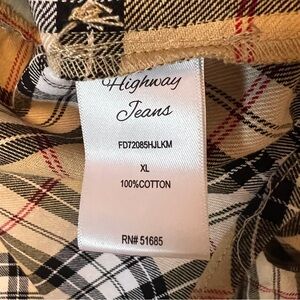 Highway
Jeans
FD72085HJLKM
XL
100%COTTON
RN# 51685